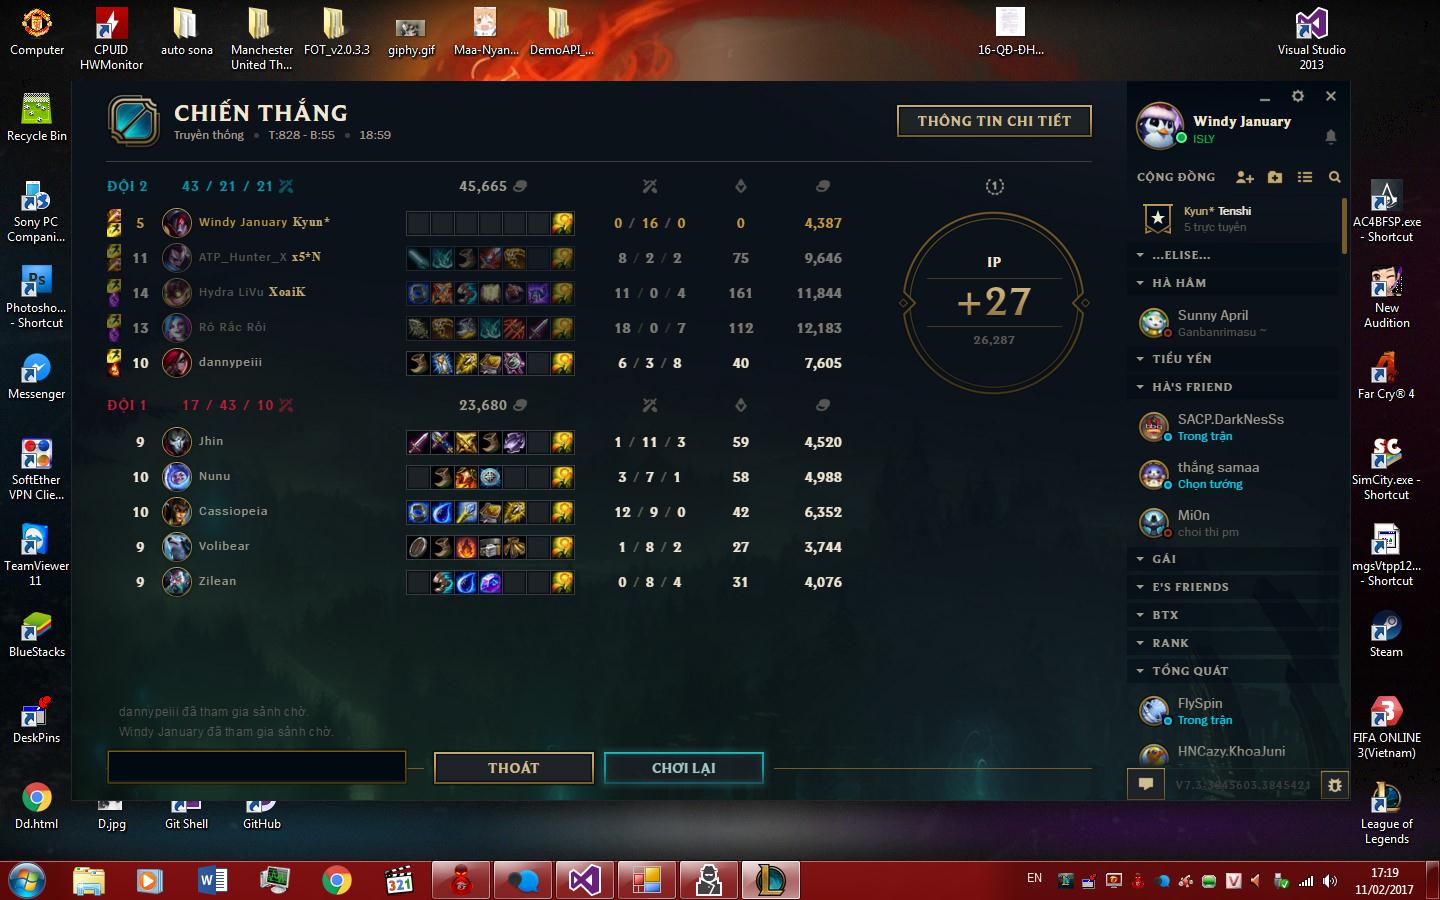 Computer
CPUID
HWMonitor
auto sona
Manchester
United Th...
FOT_v2.0.3.3
giphy.gif
Maa-Nyan...
DemoAPI_...
16-QĐ-ĐH...
Visual Studio
2013
Recycle Bin
Sony PC
Compani...
Photosho...
- Shortcut
Messenger
SoftEther
VPN Clie...
TeamViewer
11
BlueStacks
DeskPins
Dd.html
D.jpg
Git Shell
GitHub
CHIẾN THẮNG
Truyền thống • T:828 - B:55 • 18:59
THÔNG TIN CHI TIẾT
ĐỘI 2 43 / 21 / 21 45,665
5 Windy January Kyun* 0 / 16 / 0 0 4,387
11 ATP_Hunter_X x5*N 8 / 2 / 2 75 9,646
14 Hydra LiVu XoaiK 11 / 0 / 4 161 11,844
13 Rô Rắc Rối 18 / 0 / 7 112 12,183
10 dannypeiii 6 / 3 / 8 40 7,605
ĐỘI 1 17 / 43 / 10 23,680
9 Jhin 1 / 11 / 3 59 4,520
10 Nunu 3 / 7 / 1 58 4,988
10 Cassiopeia 12 / 9 / 0 42 6,352
9 Volibear 1 / 8 / 2 27 3,744
9 Zilean 0 / 8 / 4 31 4,076
IP
+27
26,287
dannypeiii đã tham gia sảnh chờ.
Windy January đã tham gia sảnh chờ.
THOÁT
CHƠI LẠI
Windy January
ISLY
CỘNG ĐỒNG
Kyun* Tenshi
5 trực tuyến
...ELISE...
HÀ HÂM
Sunny April
Ganbanrimasu ~
TIỂU YẾN
HÀ'S FRIEND
SACP.DarkNesSs
Trong trận
thắng samaa
Chọn tướng
Mi0n
choi thi pm
GÁI
E'S FRIENDS
BTX
RANK
TỔNG QUÁT
FlySpin
Trong trận
HNCazy.KhoaJuni
V7.3.3845603.3845421
AC4BFSP.exe
- Shortcut
New
Audition
Far Cry® 4
SimCity.exe -
Shortcut
mgsVtpp12...
- Shortcut
Steam
FIFA ONLINE
3(Vietnam)
League of
Legends
321
EN
17:19
11/02/2017